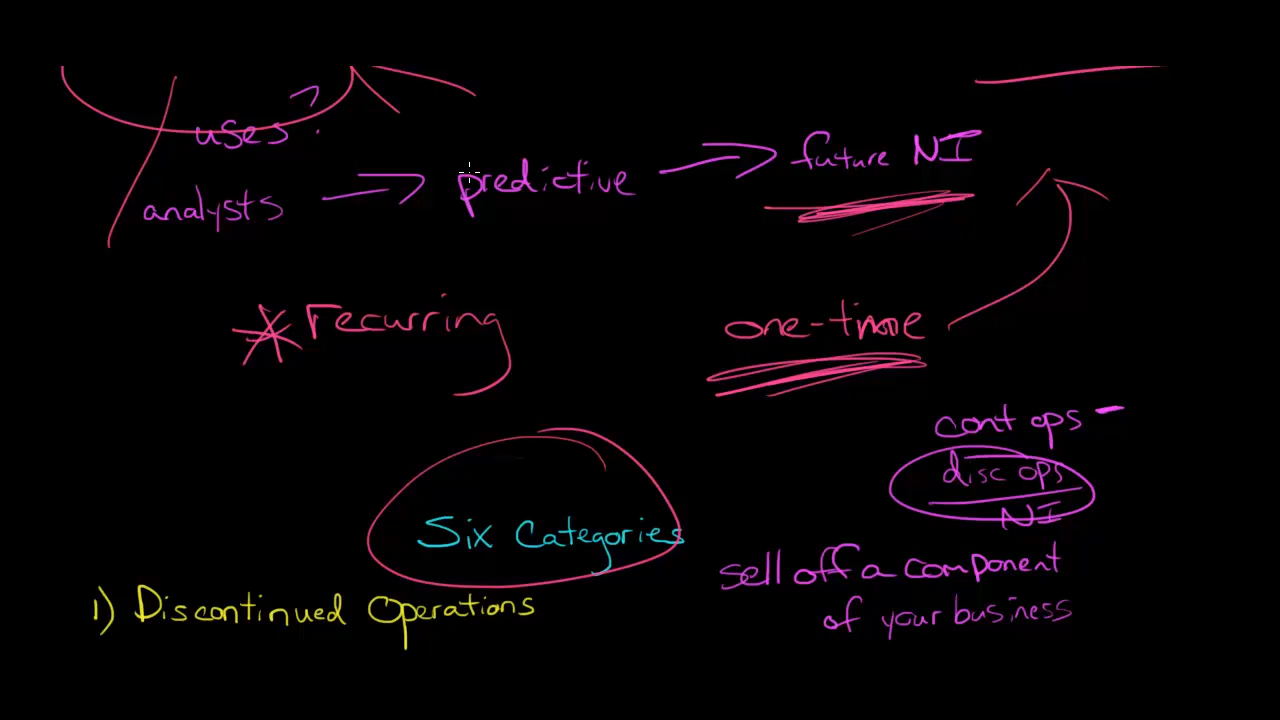 uses?
analysts → predictive → future NI
* recurring
one-time
cont ops -
disc ops
NI
Six Categories
sell off a component
of your business
1) Discontinued Operations